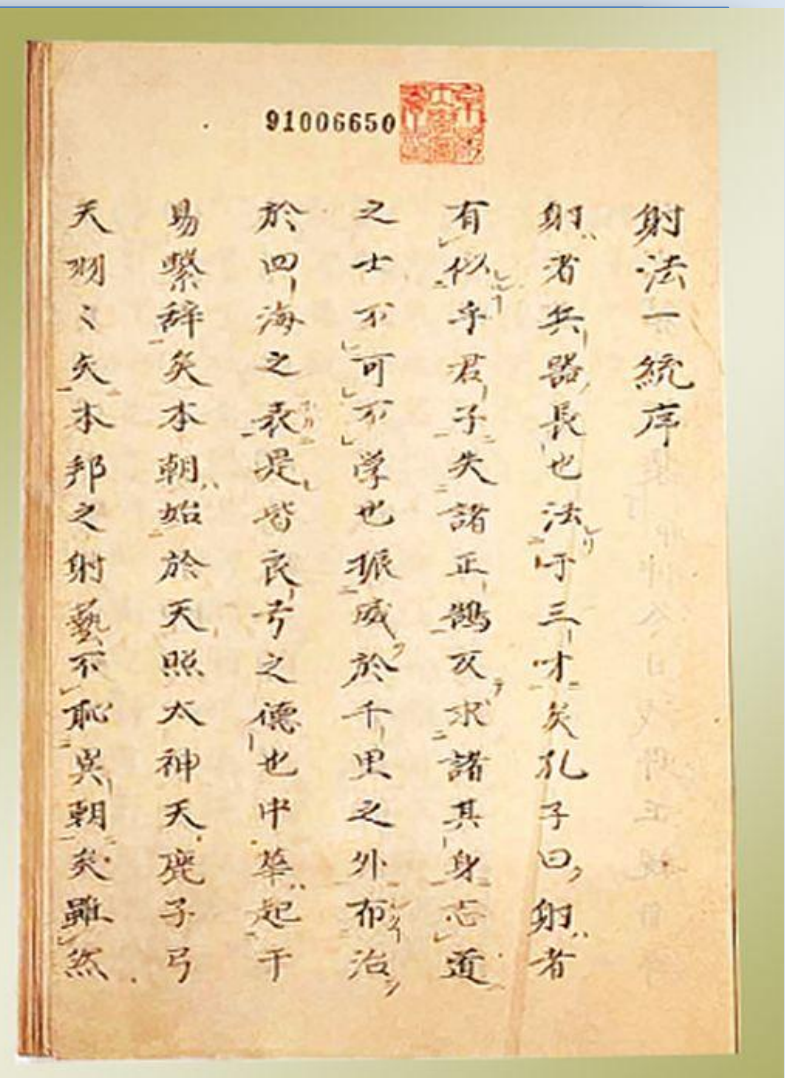 91006650
射法一統序
射者兵器長也法于三才矣孔子曰射者
有似乎君子失諸正鵠反求諸其身志道
之士不可不学也振威於千里之外布治
於四海之表是皆良弓之徳也中華起于
易繋辞矣本朝始於天照太神天鹿子弓
天羽々矢本邦之射藝不恥異朝矣雖然